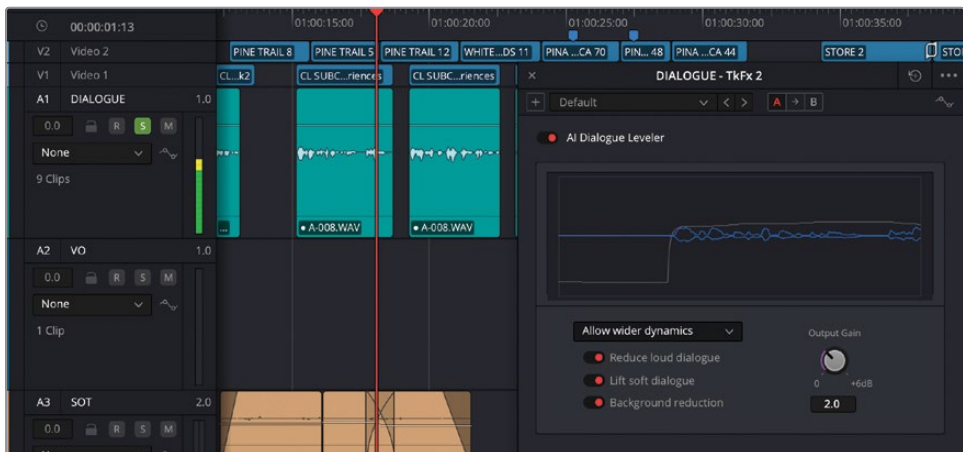 00:00:01:13
01:00:15:00 01:00:20:00 01:00:25:00 01:00:30:00 01:00:35:00
V2 Video 2
PINE TRAIL 8 PINE TRAIL 5 PINE TRAIL 12 WHITE...DS 11 PINA ...CA 70 PIN... 48 PINA ...CA 44 STORE 2 STO
V1 Video 1
CL...k2 CL SUBC...riences CL SUBC...riences
A1 DIALOGUE 1.0
0.0 R S M
None
9 Clips
... A-008.WAV A-008.WAV
A2 VO 1.0
0.0 R S M
None
1 Clip
A3 SOT 2.0
0.0 R S M
DIALOGUE - TkFx 2
Default A B
AI Dialogue Leveler
Allow wider dynamics
Reduce loud dialogue
Lift soft dialogue
Background reduction
Output Gain
0 +6dB
2.0